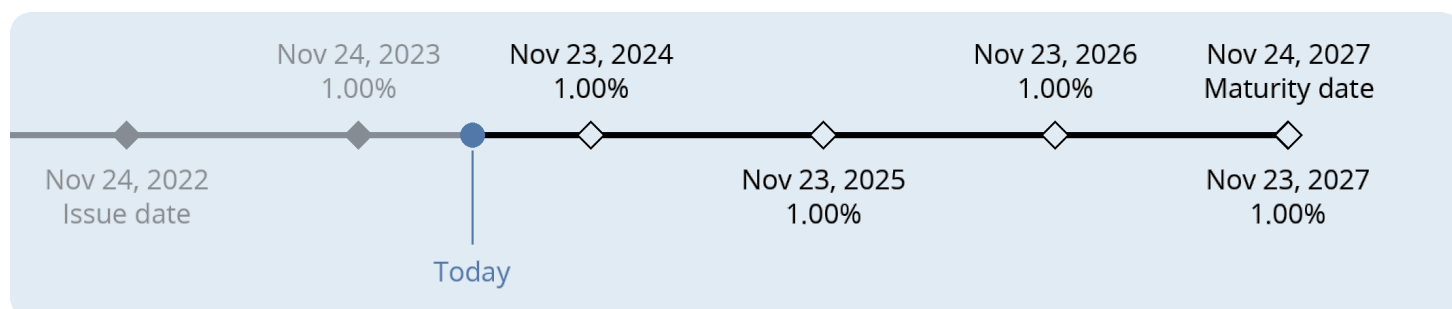 Nov 24, 2023
1.00%
Nov 23, 2024
1.00%
Nov 23, 2026
1.00%
Nov 24, 2027
Maturity date
Nov 24, 2022
Issue date
Nov 23, 2025
1.00%
Nov 23, 2027
1.00%
Today